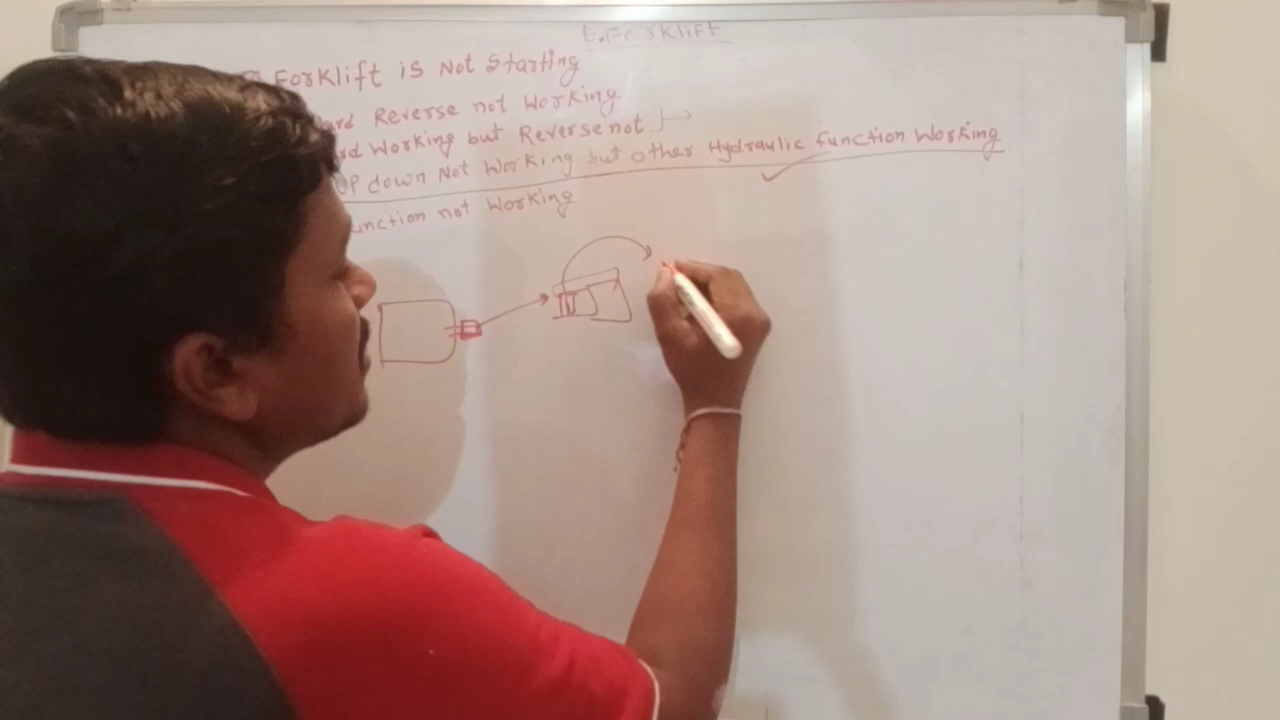 E.Forklift
Forklift is Not Starting
Reverse not Working.
Working but Reverse not
UP down Not Working but other Hydraulic function Working
unction not Working